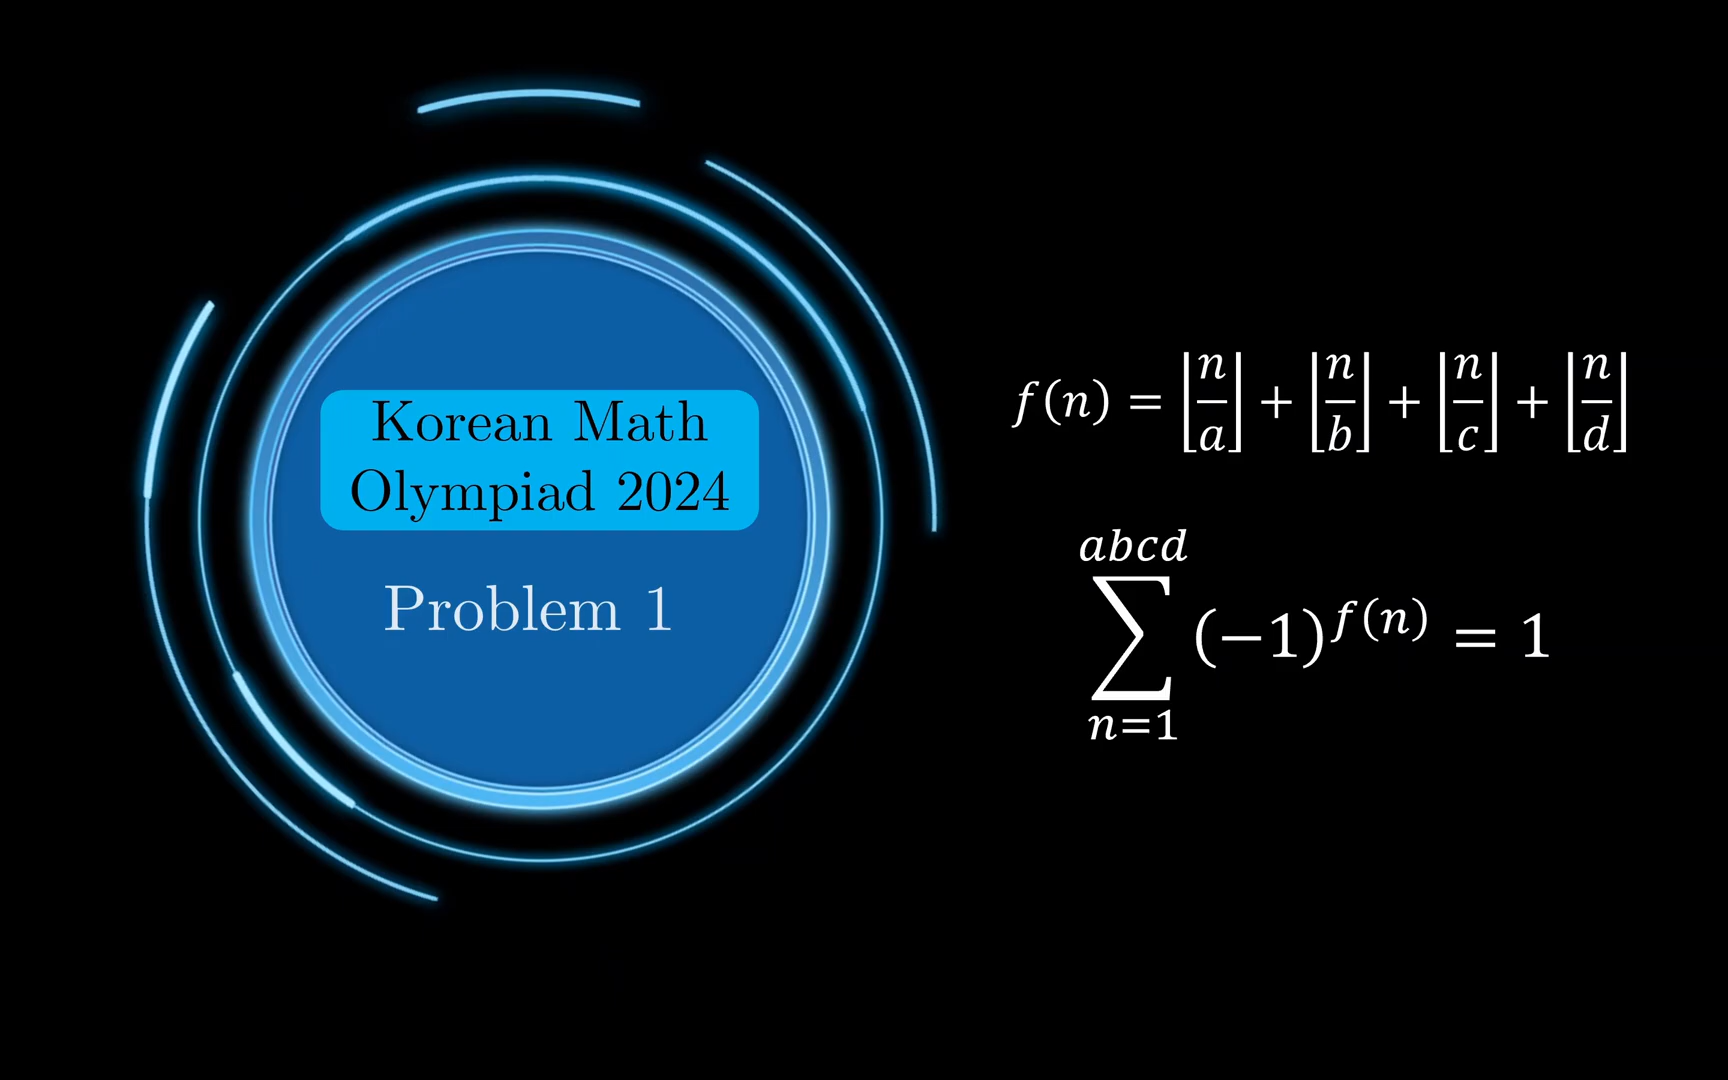 Korean Math
Olympiad 2024
Problem 1
f(n) = ⌊n/a⌋ + ⌊n/b⌋ + ⌊n/c⌋ + ⌊n/d⌋
abcd
∑ (−1)^f(n) = 1
n=1